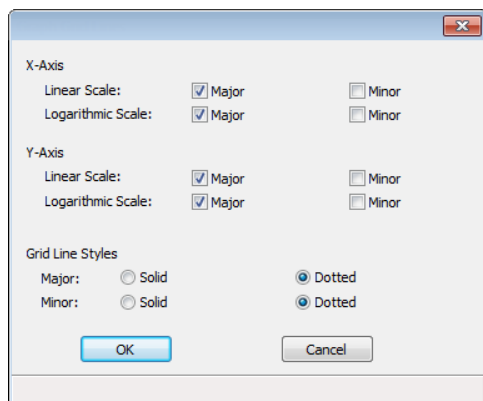 X-Axis
Linear Scale: Major Minor
Logarithmic Scale: Major Minor
Y-Axis
Linear Scale: Major Minor
Logarithmic Scale: Major Minor
Grid Line Styles
Major: Solid Dotted
Minor: Solid Dotted
OK Cancel